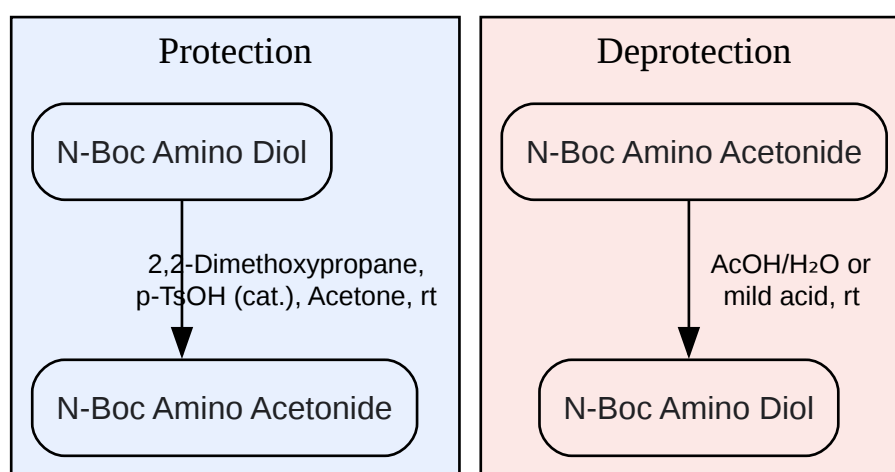 Protection
N-Boc Amino Diol
2,2-Dimethoxypropane,
p-TsOH (cat.), Acetone, rt
N-Boc Amino Acetonide
Deprotection
N-Boc Amino Acetonide
AcOH/H₂O or
mild acid, rt
N-Boc Amino Diol